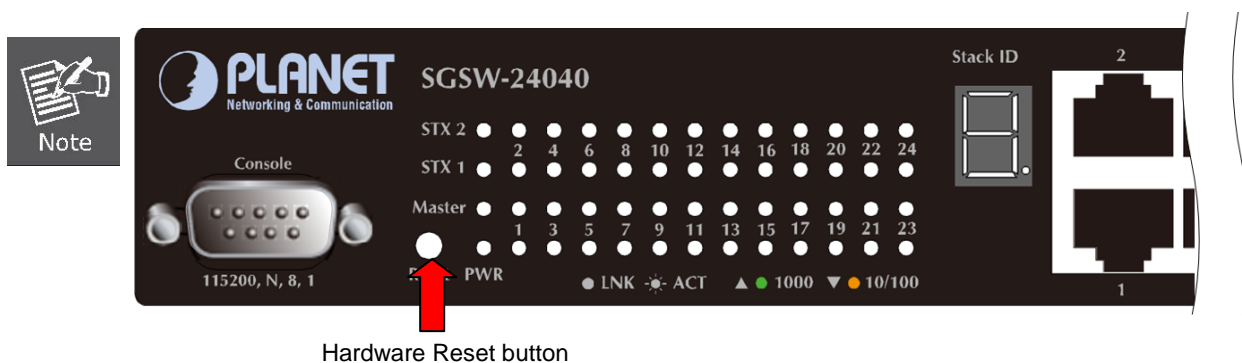 Note
PLANET
Networking & Communication
SGSW-24040
Stack ID
2
STX 2
2 4 6 8 10 12 14 16 18 20 22 24
STX 1
Console
Master
1 3 5 7 9 11 13 15 17 19 21 23
PWR
115200, N, 8, 1
LNK ACT ▲ 1000 ▼ 10/100
1
Hardware Reset button